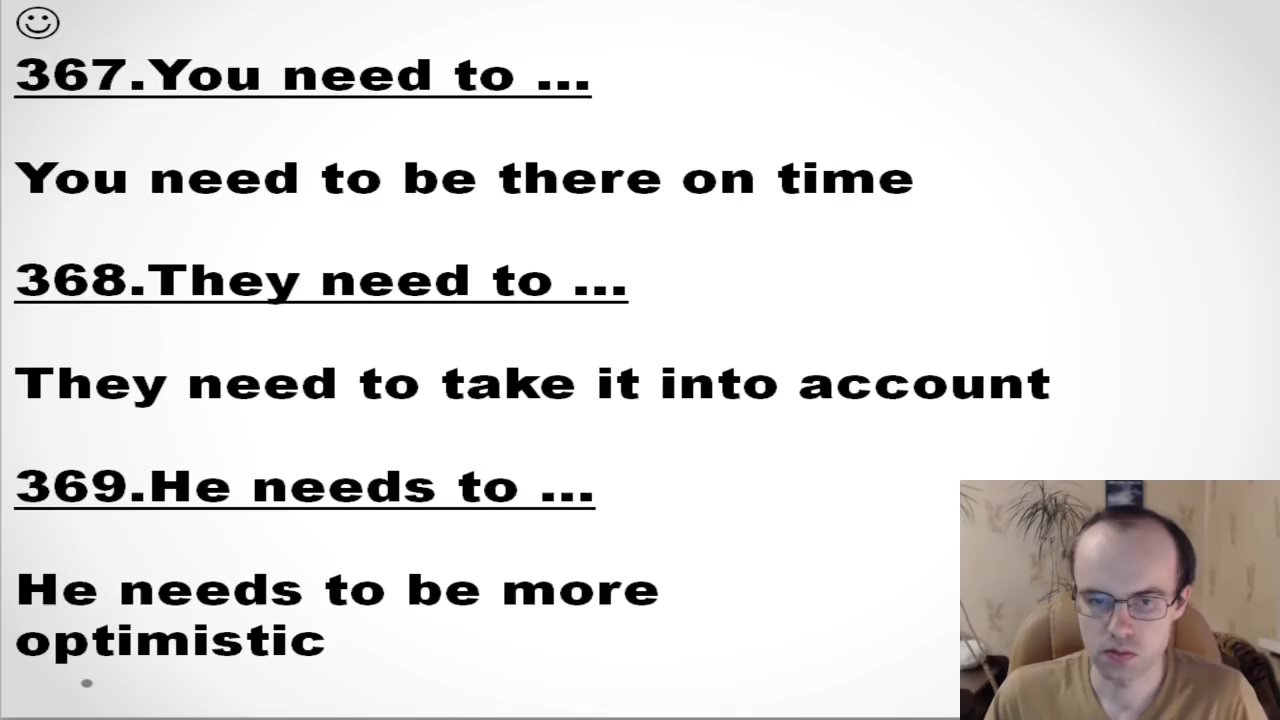 367.You need to ...
You need to be there on time
368.They need to ...
They need to take it into account
369.He needs to ...
He needs to be more
optimistic